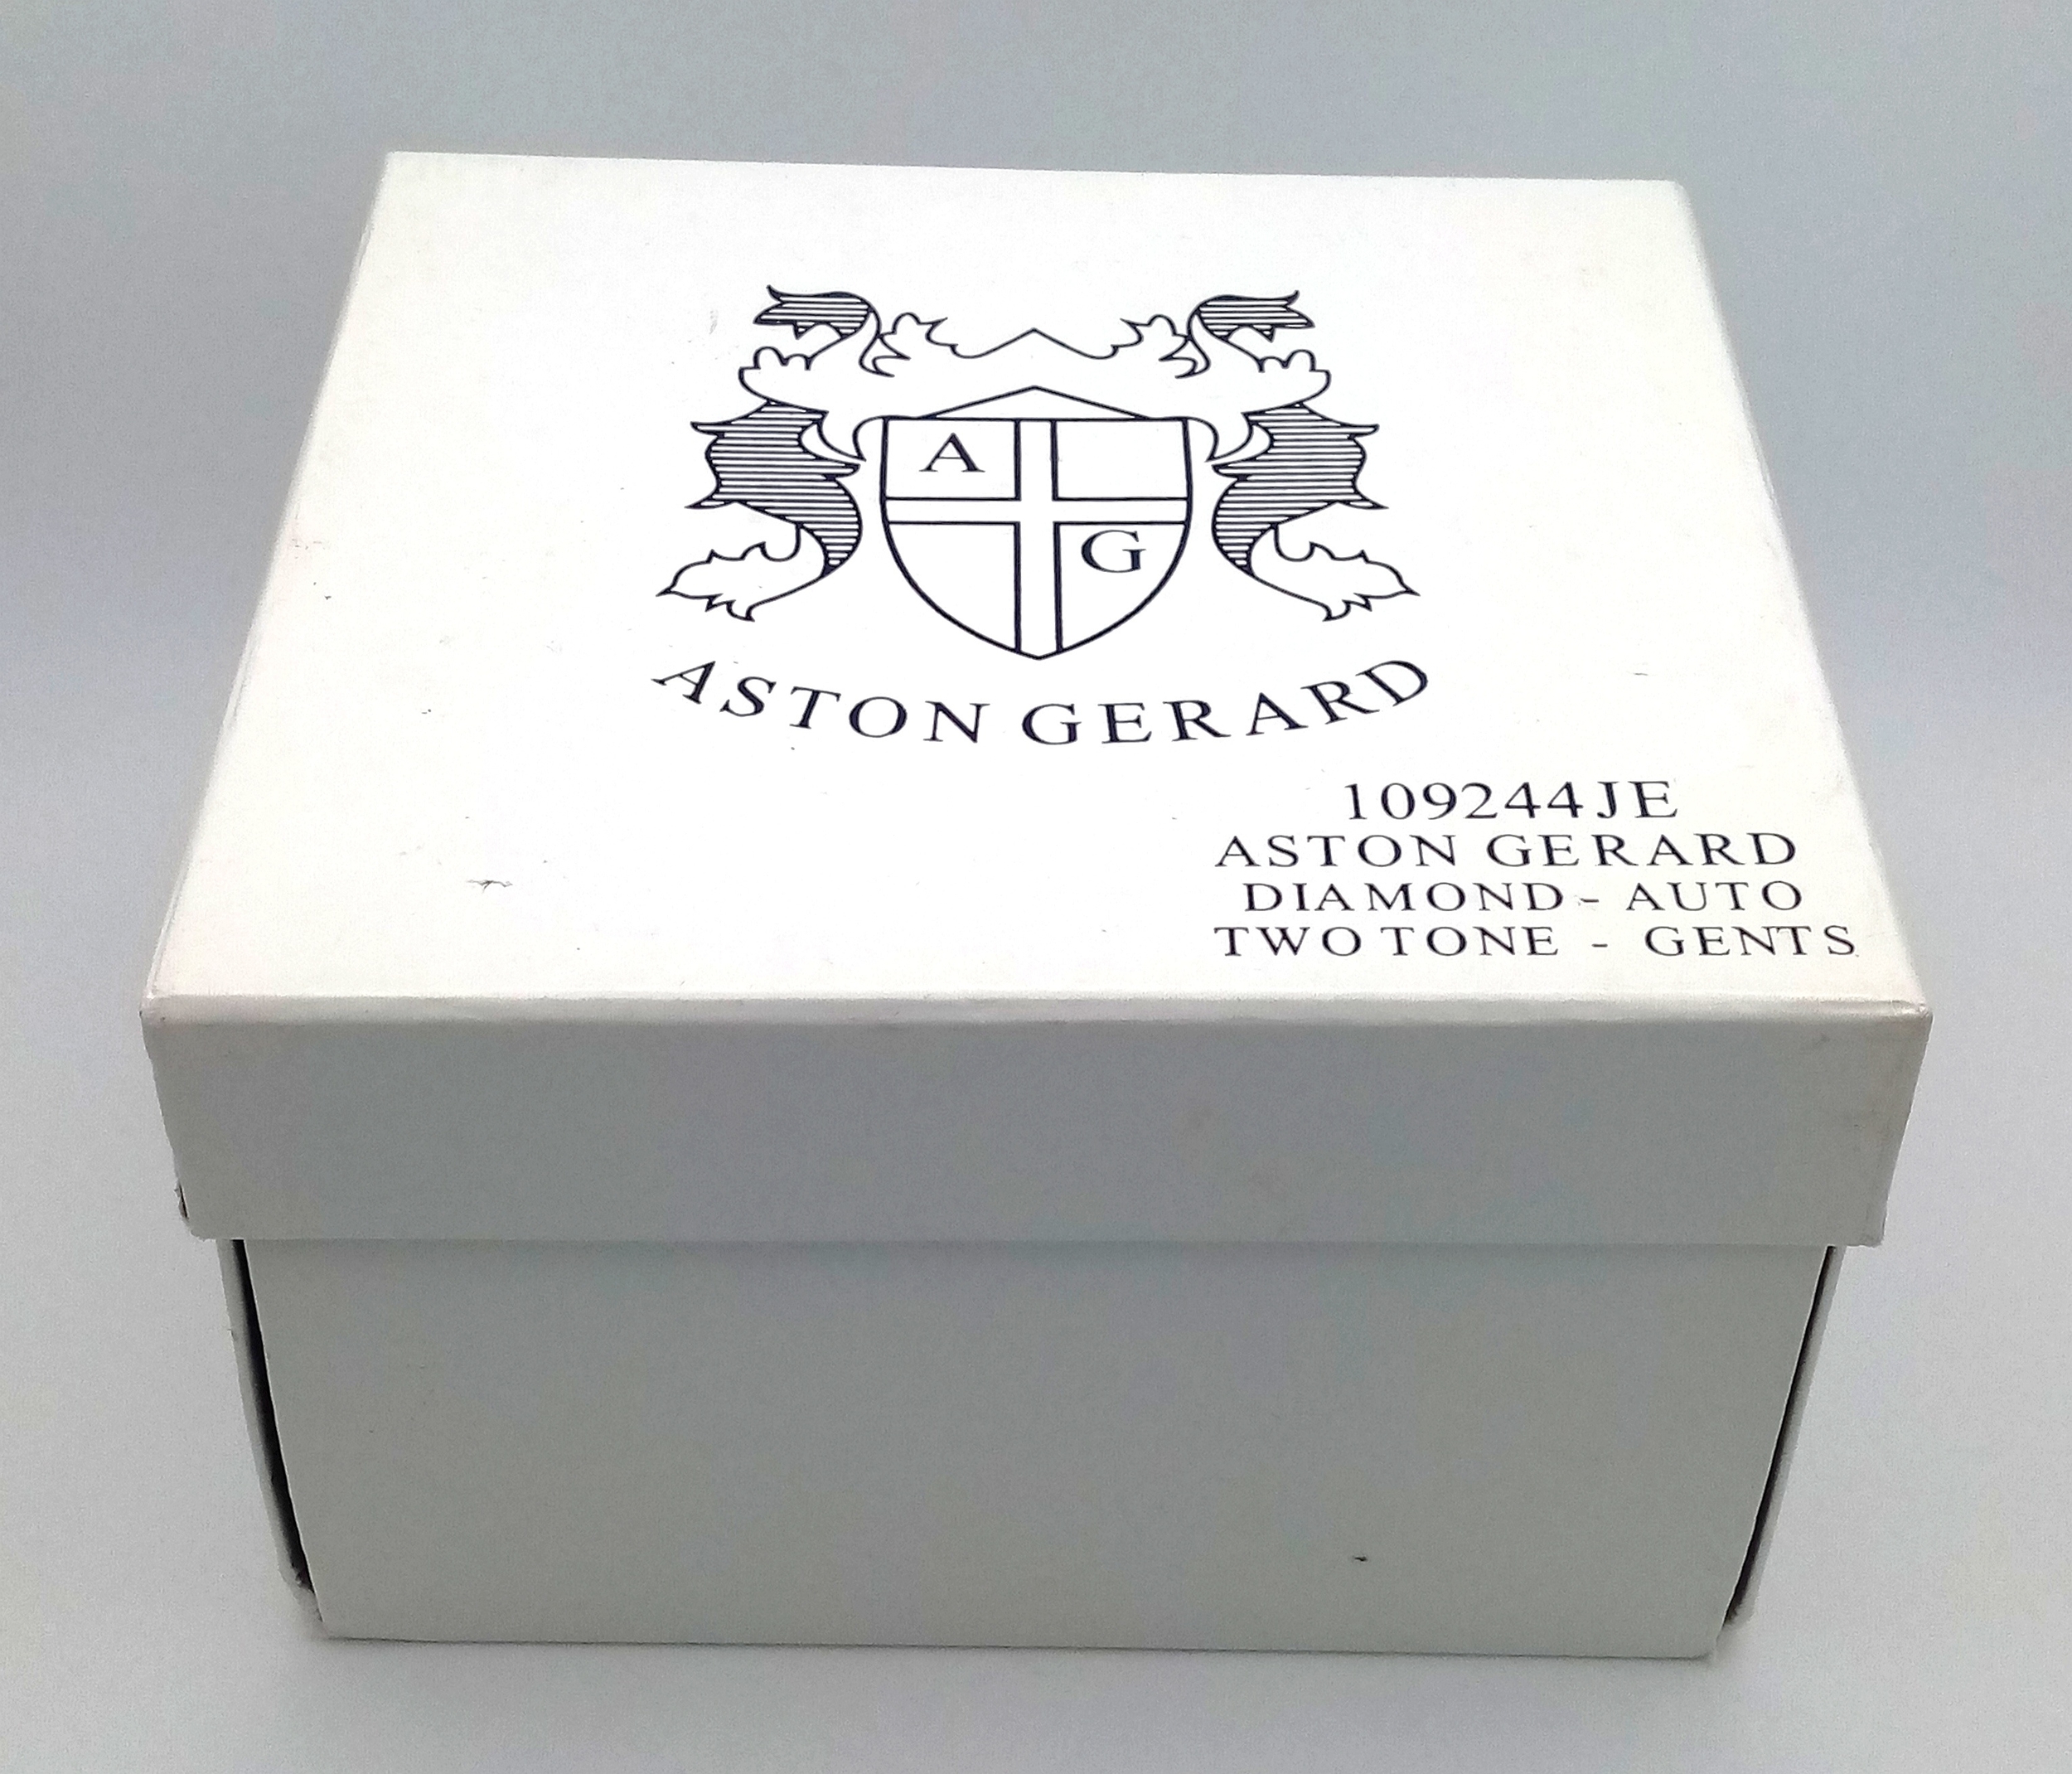 A
G
ASTON GERARD
109244JE
ASTON GERARD
DIAMOND - AUTO
TWO TONE - GENTS